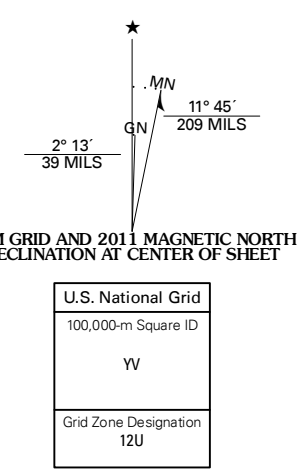 ★
MN
11° 45´
209 MILS
GN
2° 13´
39 MILS
M GRID AND 2011 MAGNETIC NORTH
ECLINATION AT CENTER OF SHEET
U.S. National Grid
100,000-m Square ID
YV
Grid Zone Designation
12U